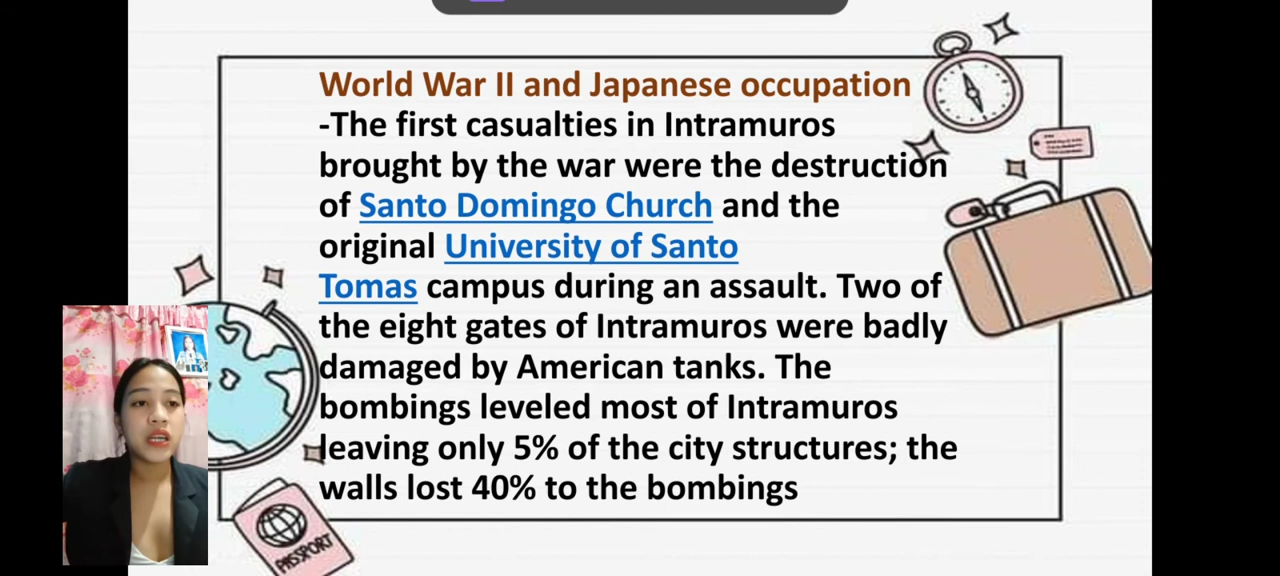 World War II and Japanese occupation
-The first casualties in Intramuros
brought by the war were the destruction
of Santo Domingo Church and the
original University of Santo
Tomas campus during an assault. Two of
the eight gates of Intramuros were badly
damaged by American tanks. The
bombings leveled most of Intramuros
leaving only 5% of the city structures; the
walls lost 40% to the bombings
PASSPORT